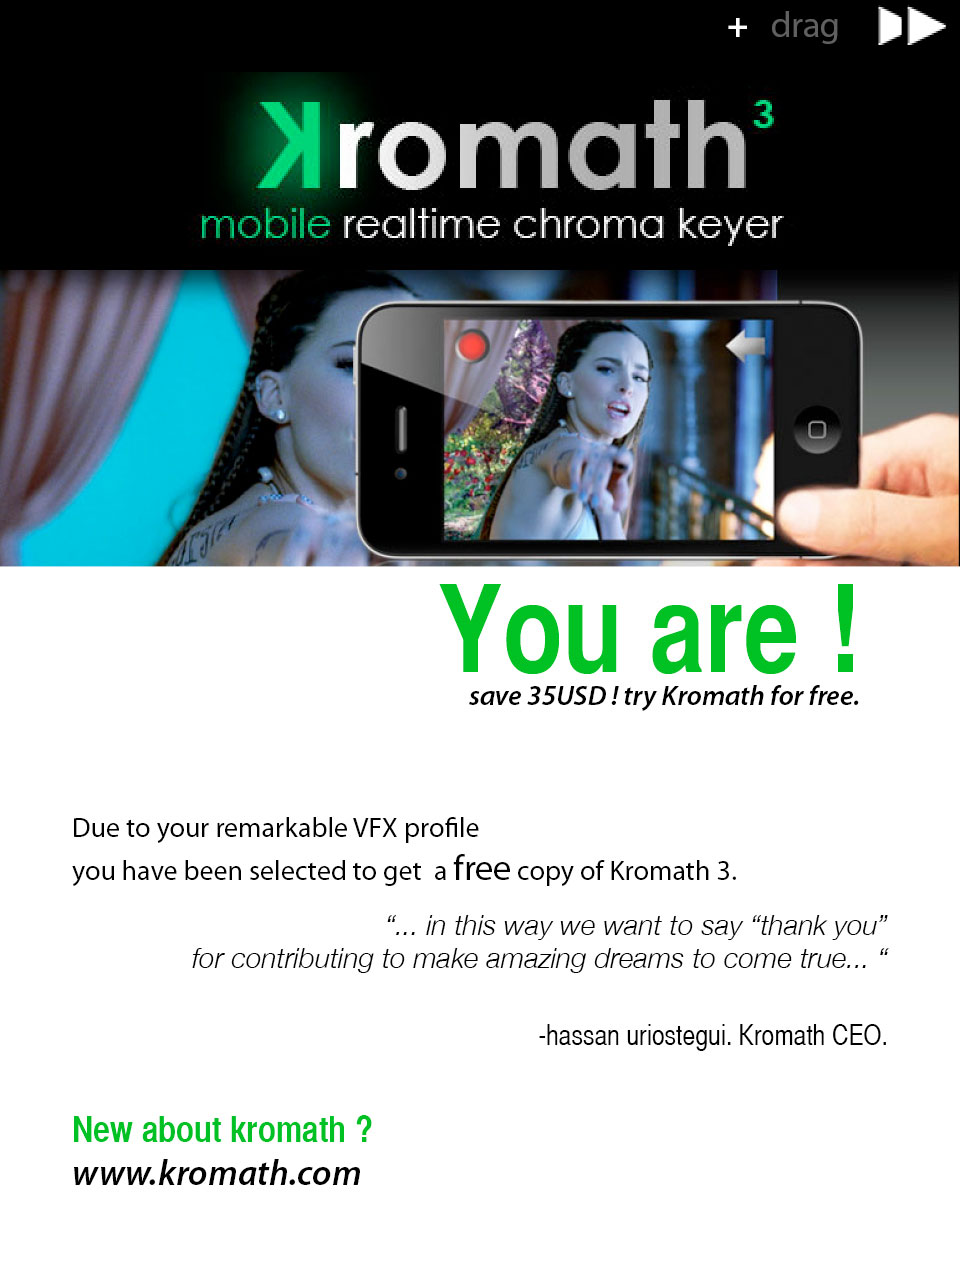 + drag
Kromath³
mobile realtime chroma keyer
You are !
save 35USD ! try Kromath for free.
Due to your remarkable VFX profile
you have been selected to get a free copy of Kromath 3.
“... in this way we want to say “thank you”
for contributing to make amazing dreams to come true... “
-hassan uriostegui. Kromath CEO.
New about kromath ?
www.kromath.com